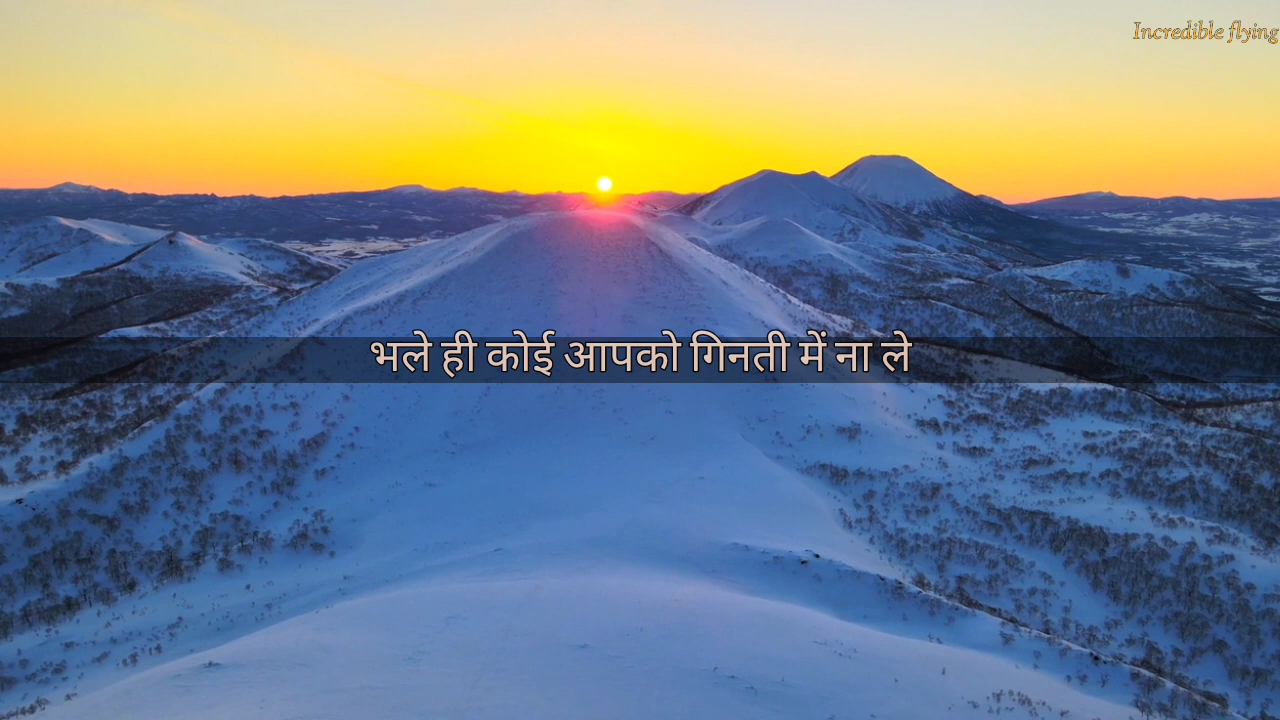 Incredible flying
भले ही कोई आपको गिनती में ना ले